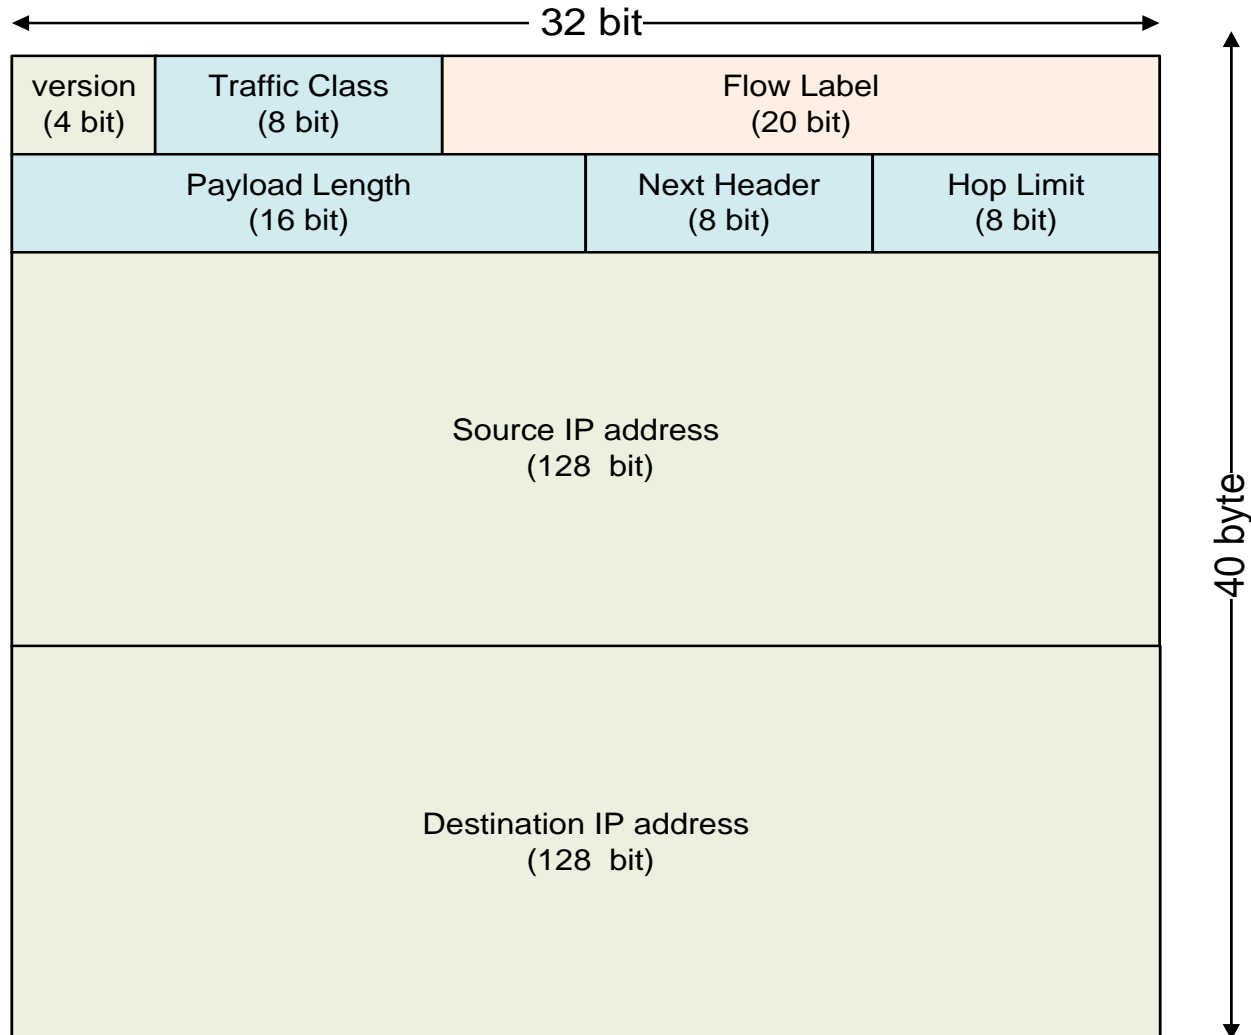 32 bit
version
(4 bit)
Traffic Class
(8 bit)
Flow Label
(20 bit)
Payload Length
(16 bit)
Next Header
(8 bit)
Hop Limit
(8 bit)
Source IP address
(128  bit)
40 byte
Destination IP address
(128  bit)